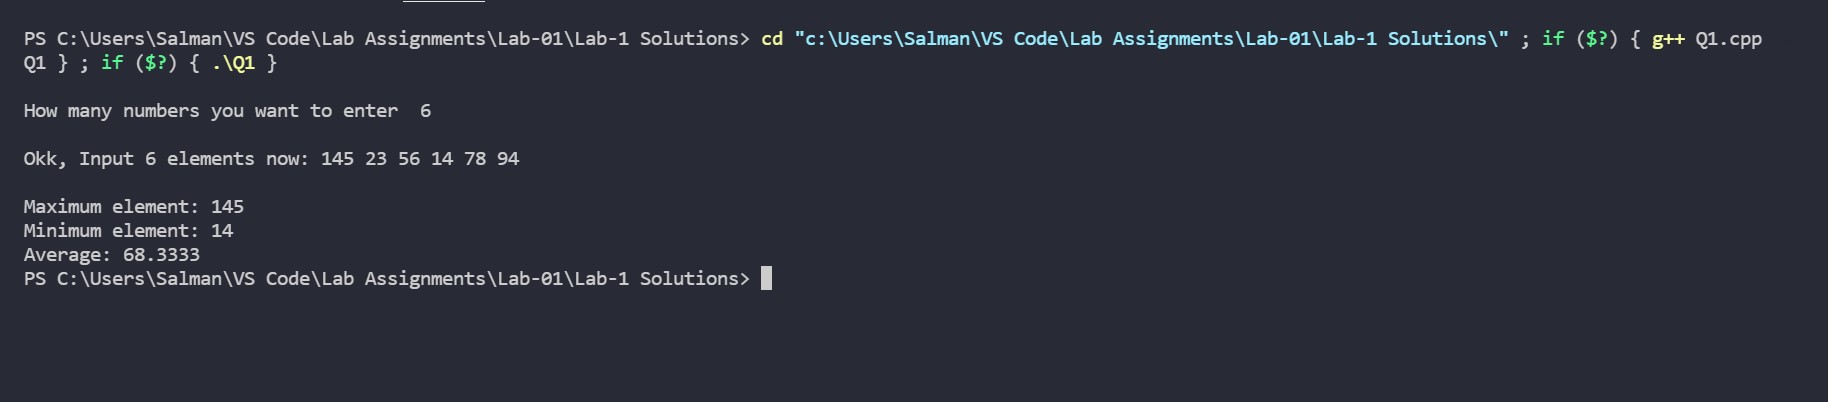 PS C:\Users\Salman\VS Code\Lab Assignments\Lab-01\Lab-1 Solutions> cd "c:\Users\Salman\VS Code\Lab Assignments\Lab-01\Lab-1 Solutions\" ; if ($?) { g++ Q1.cpp
Q1 } ; if ($?) { .\Q1 }
How many numbers you want to enter  6
Okk, Input 6 elements now: 145 23 56 14 78 94
Maximum element: 145
Minimum element: 14
Average: 68.3333
PS C:\Users\Salman\VS Code\Lab Assignments\Lab-01\Lab-1 Solutions>